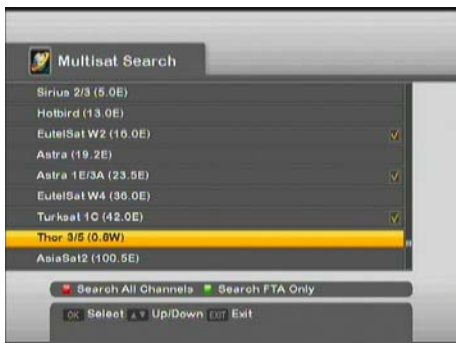 Multisat Search
Sirius 2/3 (5.0E)
Hotbird (13.0E)
EutelSat W2 (16.0E)
Astra (19.2E)
Astra 1E/3A (23.5E)
EutelSat W4 (36.0E)
Turksat 1C (42.0E)
Thor 3/5 (0.8W)
AsiaSat2 (100.5E)
Search All Channels Search FTA Only
OK Select ▲▼ Up/Down EXIT Exit